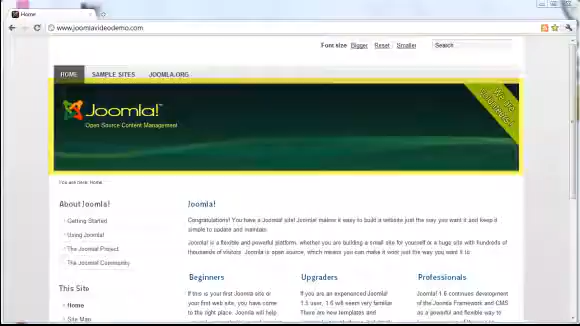 Home
www.joomlavideodemo.com
Font size Bigger Reset Smaller Search
HOME SAMPLE SITES JOOMLA.ORG
Joomla!™
Open Source Content Management
You are here: Home
About Joomla!
Getting Started
Using Joomla!
The Joomla! Project
The Joomla! Community
This Site
Home
Site Map
Joomla!
Congratulations! You have a Joomla! site! Joomla! makes it easy to build a website just the way you want it and keep it
simple to update and maintain.
Joomla! is a flexible and powerful platform, whether you are building a small site for yourself or a huge site with hundreds of
thousands of visitors. Joomla is open source, which means you can make it work just the way you want it to.
Beginners
If this is your first Joomla site or
your first web site, you have come
to the right place. Joomla will help
Upgraders
If you are an experienced Joomla!
1.5 user, 1.6 will seem very familiar.
There are new templates and
Professionals
Joomla! 1.6 continues development
of the Joomla Framework and CMS
as a powerful and flexible way to